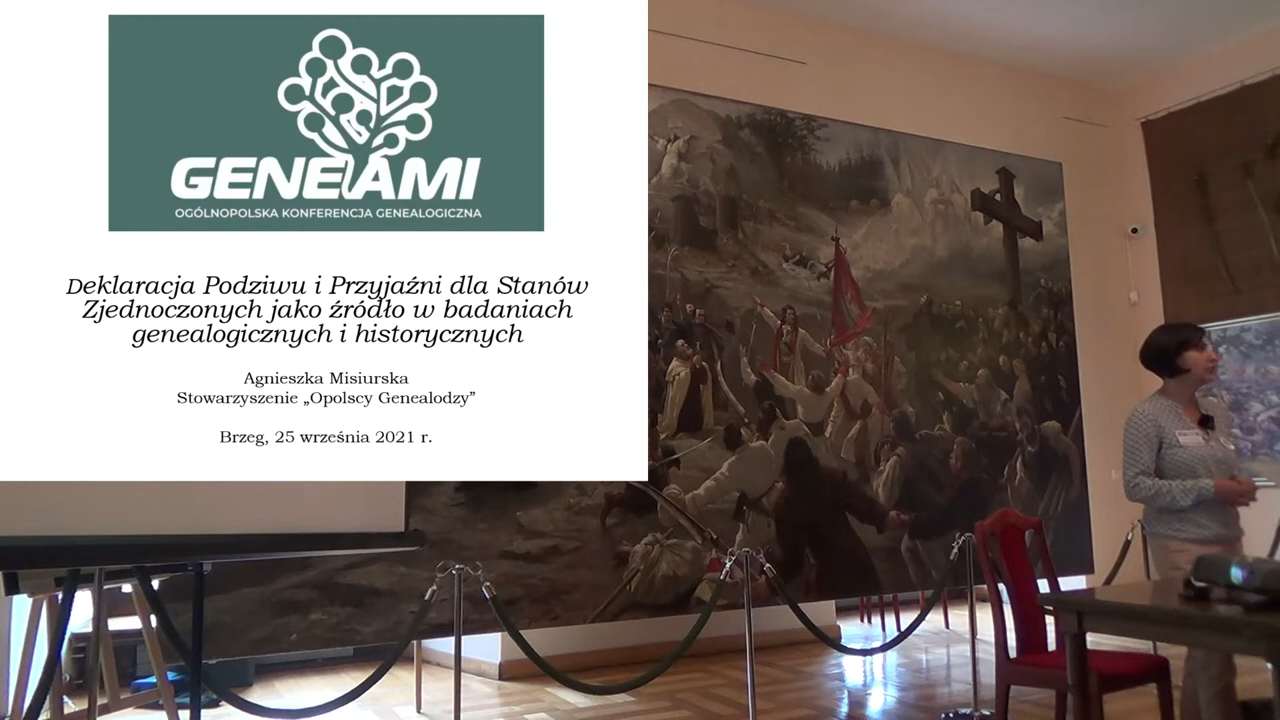 GENEAMI
OGÓLNOPOLSKA KONFERENCJA GENEALOGICZNA
Deklaracja Podziwu i Przyjaźni dla Stanów
Zjednoczonych jako źródło w badaniach
genealogicznych i historycznych
Agnieszka Misiurska
Stowarzyszenie „Opolscy Genealodzy”
Brzeg, 25 września 2021 r.